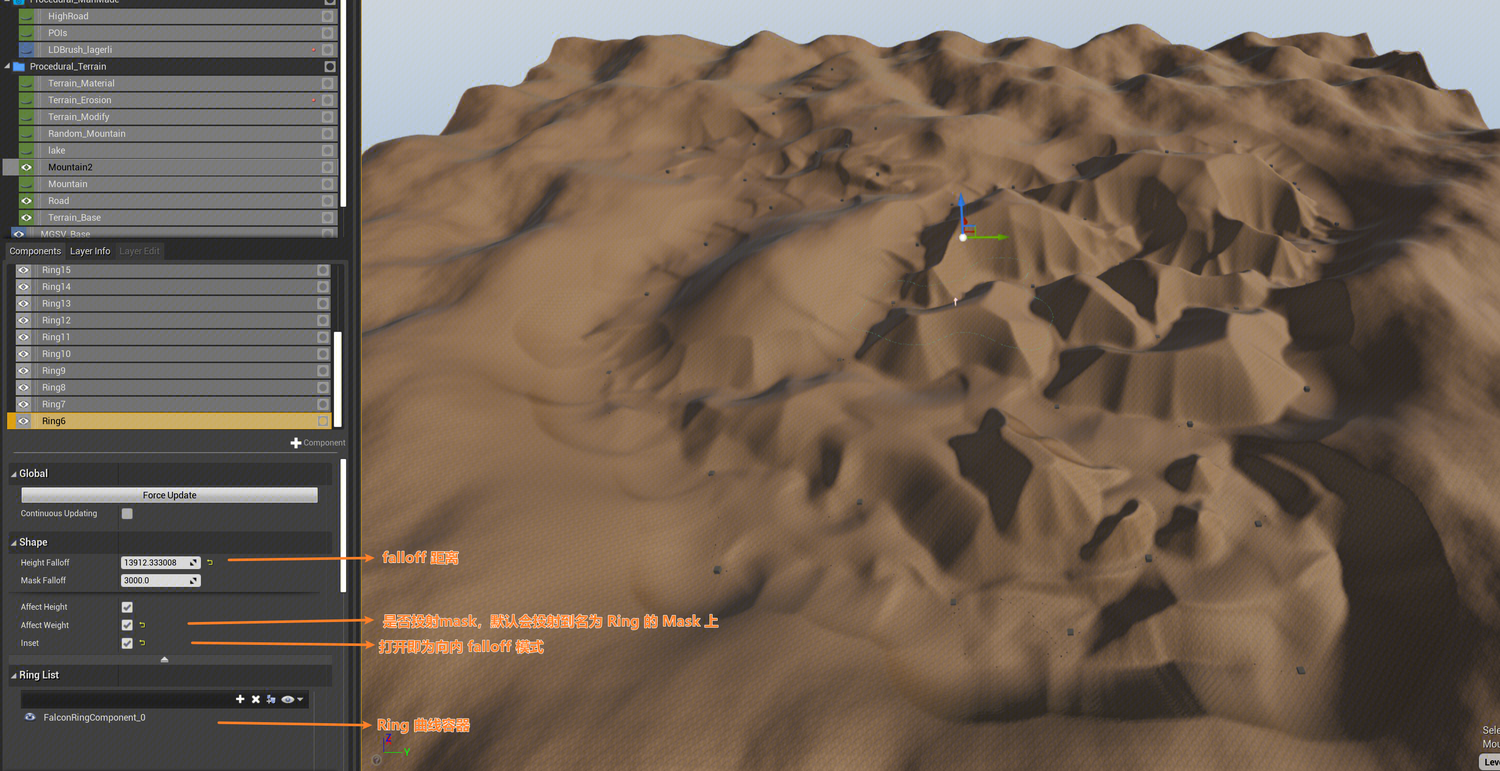 Procedural_ManMade
HighRoad
POIs
LDBrush_lagerli
Procedural_Terrain
Terrain_Material
Terrain_Erosion
Terrain_Modify
Random_Mountain
lake
Mountain2
Mountain
Road
Terrain_Base
MGSV_Base
Components Layer Info Layer Edit
Ring15
Ring14
Ring13
Ring12
Ring11
Ring10
Ring9
Ring8
Ring7
Ring6
Component
Global
Force Update
Continuous Updating
Shape
Height Falloff 13912.333008
falloff 距离
Mask Falloff 3000.0
Affect Height
Affect Weight
是否投射mask，默认会投射到名为 Ring 的 Mask 上
Inset
打开即为向内 falloff 模式
Ring List
FalconRingComponent_0
Ring 曲线容器
Z
Y
Sele
Mou
Leve